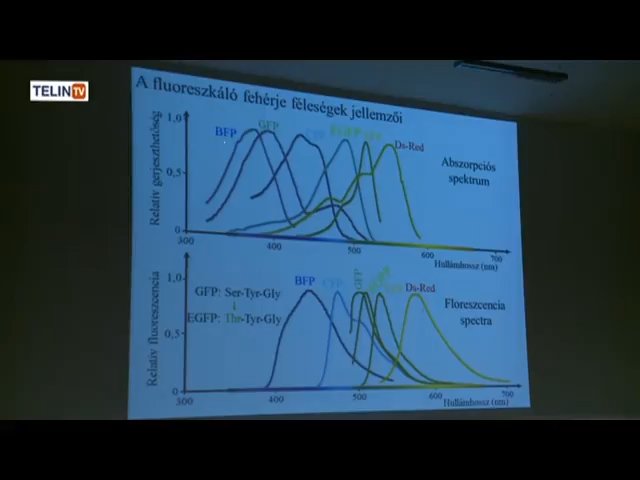 TELIN TV
A fluoreszkáló fehérje féleségek jellemzői
Relatív gerjeszthetőség
1,0
0,5
0
BFP
GFP
EGFP
Ds-Red
Abszorpciós
spektrum
300
400
500
600
700
Hullámhossz (nm)
Relatív fluoreszcencia
1,0
0,5
0
GFP: Ser-Tyr-Gly
EGFP: Thr-Tyr-Gly
BFP
CFP
GFP
Ds-Red
Floreszcencia
spectra
300
400
500
600
700
Hullámhossz (nm)